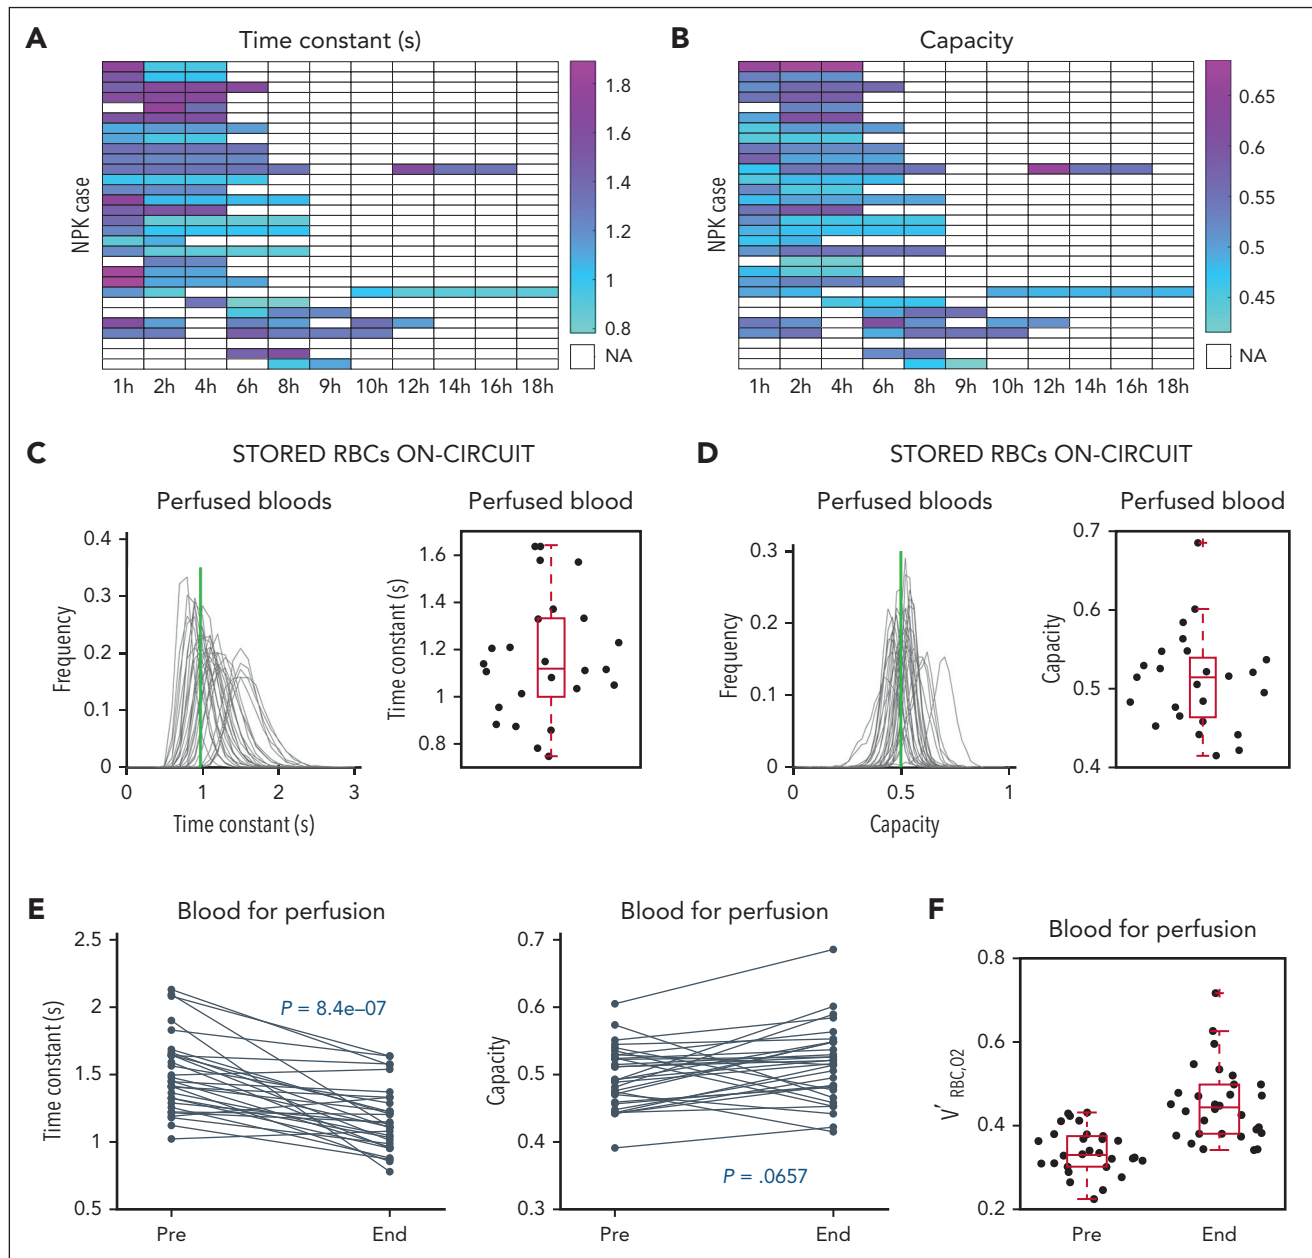 A
Time constant (s)
NPK case
1.8
1.6
1.4
1.2
1
0.8
NA
1h 2h 4h 6h 8h 9h 10h 12h 14h 16h 18h
B
Capacity
NPK case
0.65
0.6
0.55
0.5
0.45
NA
1h 2h 4h 6h 8h 9h 10h 12h 14h 16h 18h
C
STORED RBCs ON-CIRCUIT
Perfused bloods
Frequency
0.4
0.3
0.2
0.1
0
0 1 2 3
Time constant (s)
Perfused blood
Time constant (s)
1.6
1.4
1.2
1
0.8
D
STORED RBCs ON-CIRCUIT
Perfused bloods
Frequency
0.3
0.2
0.1
0
0 0.5 1
Capacity
Perfused blood
Capacity
0.7
0.6
0.5
0.4
E
Blood for perfusion
Time constant (s)
2.5
2
1.5
1
0.5
P = 8.4e–07
Pre End
Blood for perfusion
Capacity
0.7
0.6
0.5
0.4
0.3
P = .0657
Pre End
F
Blood for perfusion
V′RBC,O2
0.8
0.6
0.4
0.2
Pre End